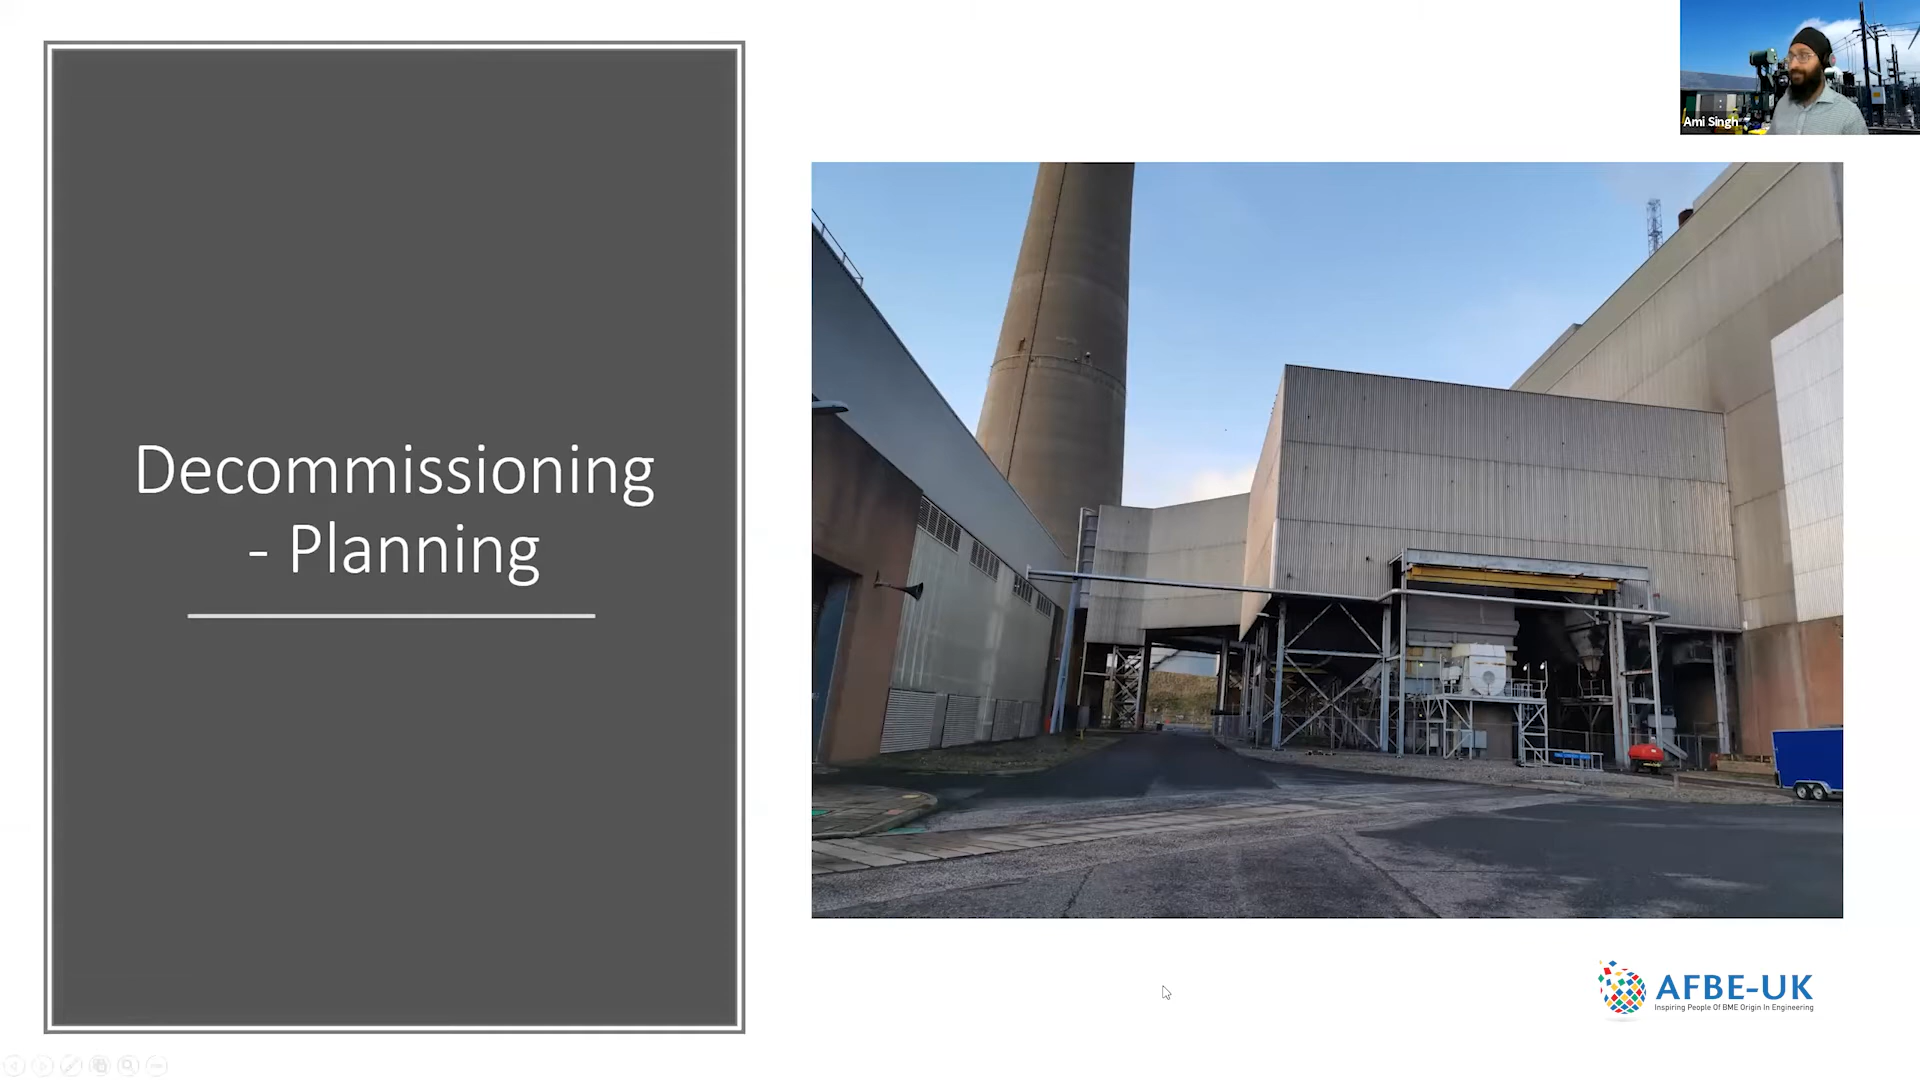 Ami Singh
Decommissioning
- Planning
AFBE-UK
Inspiring People Of BME Origin In Engineering